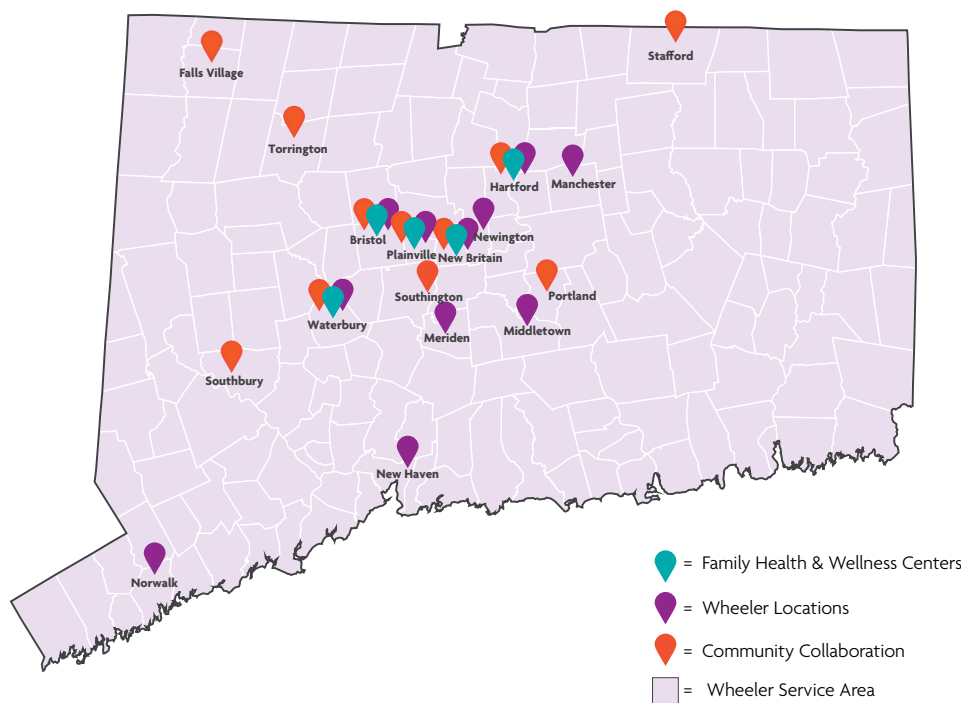 Stafford
Falls Village
Torrington
Hartford
Manchester
Bristol
Newington
Plainville
New Britain
Southington
Portland
Waterbury
Meriden
Middletown
Southbury
New Haven
Norwalk
= Family Health & Wellness Centers
= Wheeler Locations
= Community Collaboration
= Wheeler Service Area